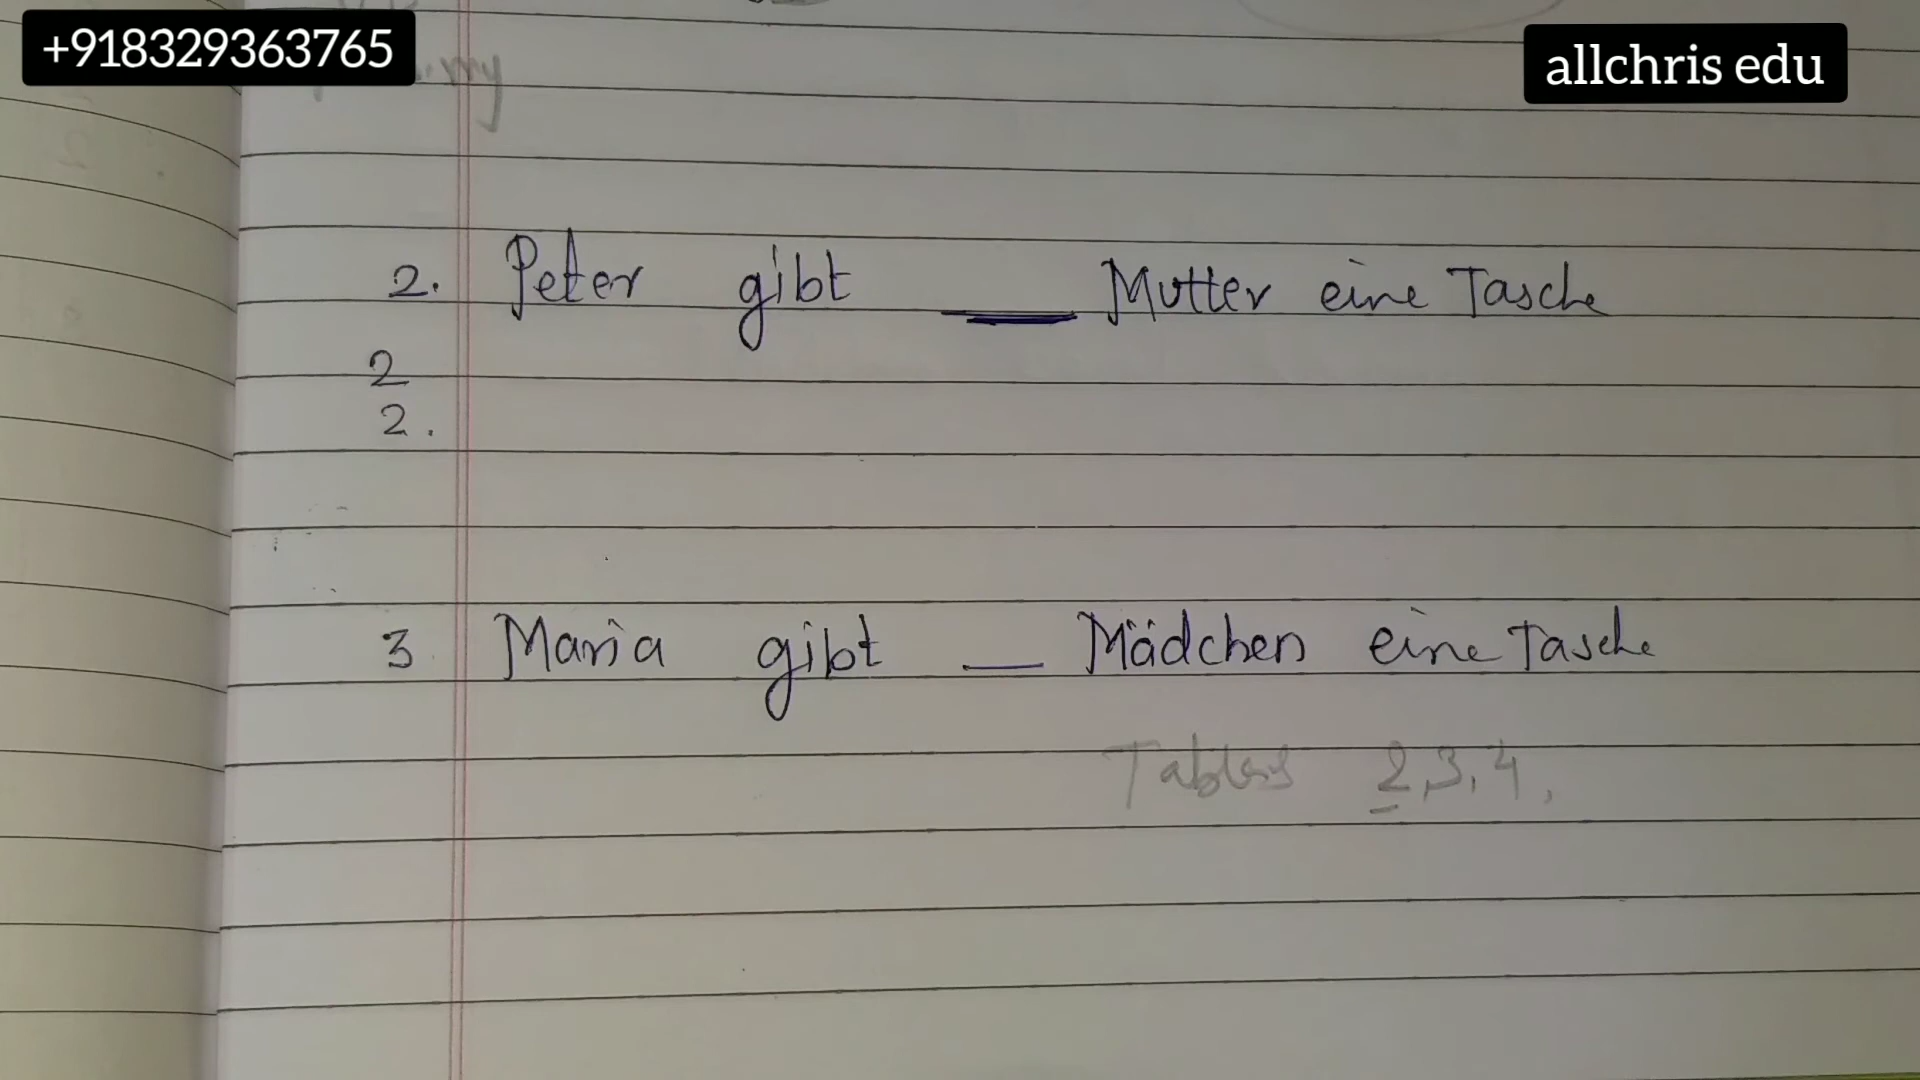 +918329363765
allchris edu
2. Peter gibt ___ Mutter eine Tasche
2
2.
3 Maria gibt __ Mädchen eine Tasche
Tables 2,3,4,